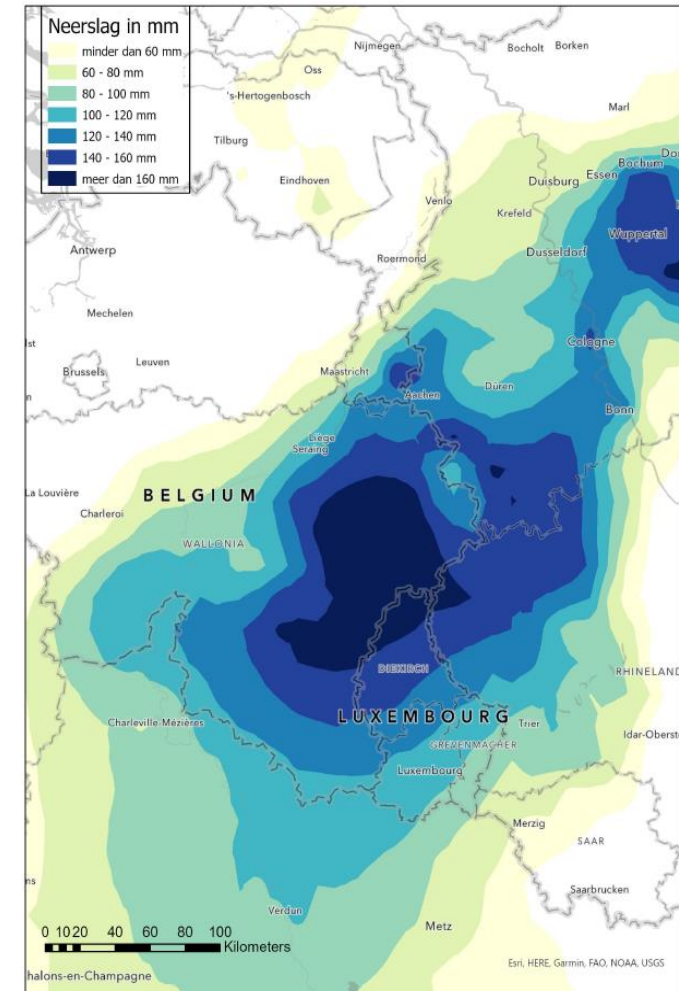 Neerslag in mm
minder dan 60 mm
60 - 80 mm
80 - 100 mm
100 - 120 mm
120 - 140 mm
140 - 160 mm
meer dan 160 mm
Nijmegen
Bocholt
Borken
Oss
's-Hertogenbosch
Marl
Tilburg
Eindhoven
Bochum
Essen
Duisburg
Venlo
Krefeld
Wuppertal
Antwerp
Dusseldorf
Roermond
Mechelen
Cologne
Leuven
Brussels
Maastricht
Düren
Aachen
Bonn
Liège
Seraing
La Louvière
BELGIUM
Charleroi
WALLONIA
DIEKIRCH
RHINELAND
LUXEMBOURG
Charleville-Mézières
Trier
Idar-Oberst
GREVENMACHER
Luxembourg
Merzig
SAAR
Saarbrucken
Verdun
Metz
0 10 20 40 60 80 100
Kilometers
halons-en-Champagne
Esri, HERE, Garmin, FAO, NOAA, USGS